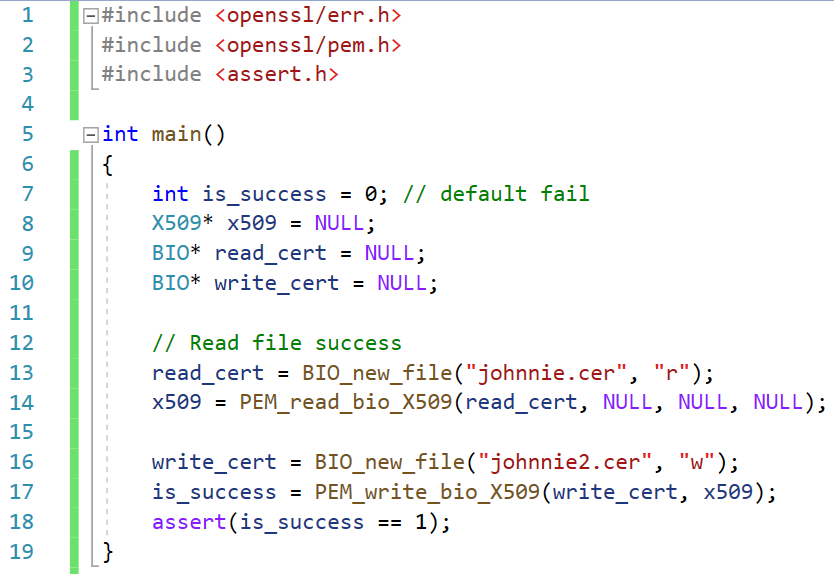 1 #include <openssl/err.h>
2 #include <openssl/pem.h>
3 #include <assert.h>
4
5 int main()
6 {
7     int is_success = 0; // default fail
8     X509* x509 = NULL;
9     BIO* read_cert = NULL;
10     BIO* write_cert = NULL;
11
12     // Read file success
13     read_cert = BIO_new_file("johnnie.cer", "r");
14     x509 = PEM_read_bio_X509(read_cert, NULL, NULL, NULL);
15
16     write_cert = BIO_new_file("johnnie2.cer", "w");
17     is_success = PEM_write_bio_X509(write_cert, x509);
18     assert(is_success == 1);
19 }